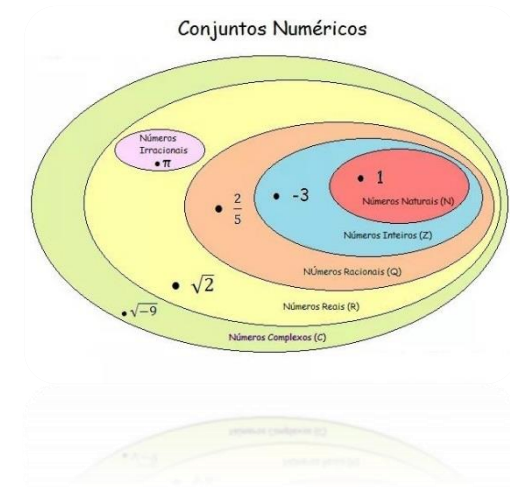 Conjuntos Numéricos
Números
Irracionais
• π
• 1
Números Naturais (N)
• -3
Números Inteiros (Z)
• 2/5
NÚmeros Racionais (Q)
• √2
Números Reais (R)
• √-9
Números Complexos (C)